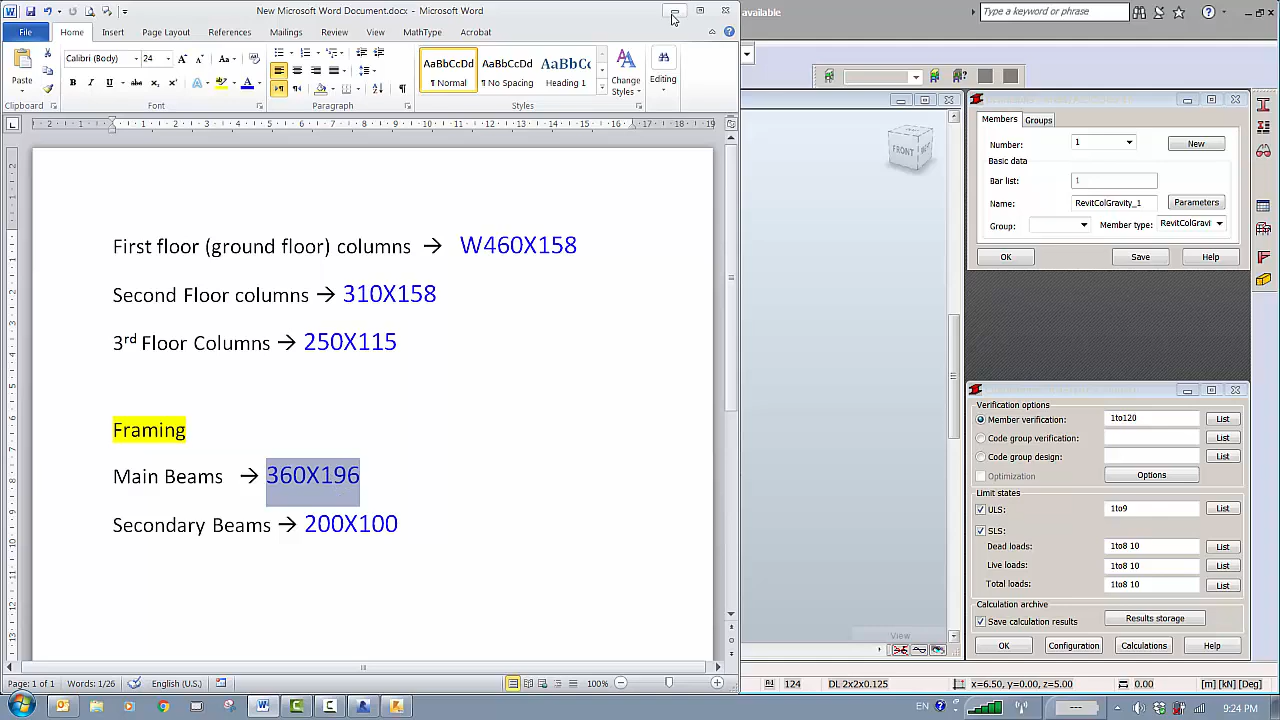 New Microsoft Word Document.docx - Microsoft Word
available
Type a keyword or phrase
File Home Insert Page Layout References Mailings Review View MathType Acrobat
Calibri (Body) 24
AaBbCcDd AaBbCcDd AaBbCc
Paste
¶ Normal ¶ No Spacing Heading 1
Change Styles
Editing
Clipboard Font Paragraph Styles
First floor (ground floor) columns → W460X158
Second Floor columns → 310X158
3rd Floor Columns → 250X115
Framing
Main Beams → 360X196
Secondary Beams → 200X100
FRONT
Members Groups
Number: 1 New
Basic data
Bar list: 1
Name: RevitColGravity_1 Parameters
Group: Member type: RevitColGravi
OK Save Help
Verification options
Member verification: 1to120 List
Code group verification: List
Code group design: List
Optimization Options
Limit states
ULS: 1to9 List
SLS:
Dead loads: 1to8 10 List
Live loads: 1to8 10 List
Total loads: 1to8 10 List
Calculation archive
Save calculation results Results storage
OK Configuration Calculations Help
View
Page: 1 of 1 Words: 1/26 English (U.S.) 100%
124 DL 2x2x0.125 x=6.50, y=0.00, z=5.00 0.00 [m] [kN] [Deg]
EN 9:24 PM